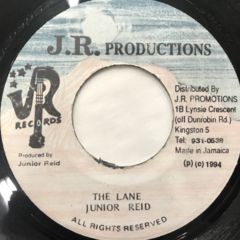 J.R. PRODUCTIONS
JR
RECORDS
Produced by
Junior Reid
Distributed By
J.R. PROMOTIONS
1B Lynsie Crescent
(off Dunrobin Rd.)
Kingston 5
Tel: 931-0538
Made in Jamaica
(p) (c) 1994
THE LANE
JUNIOR REID
ALL RIGHTS RESERVED